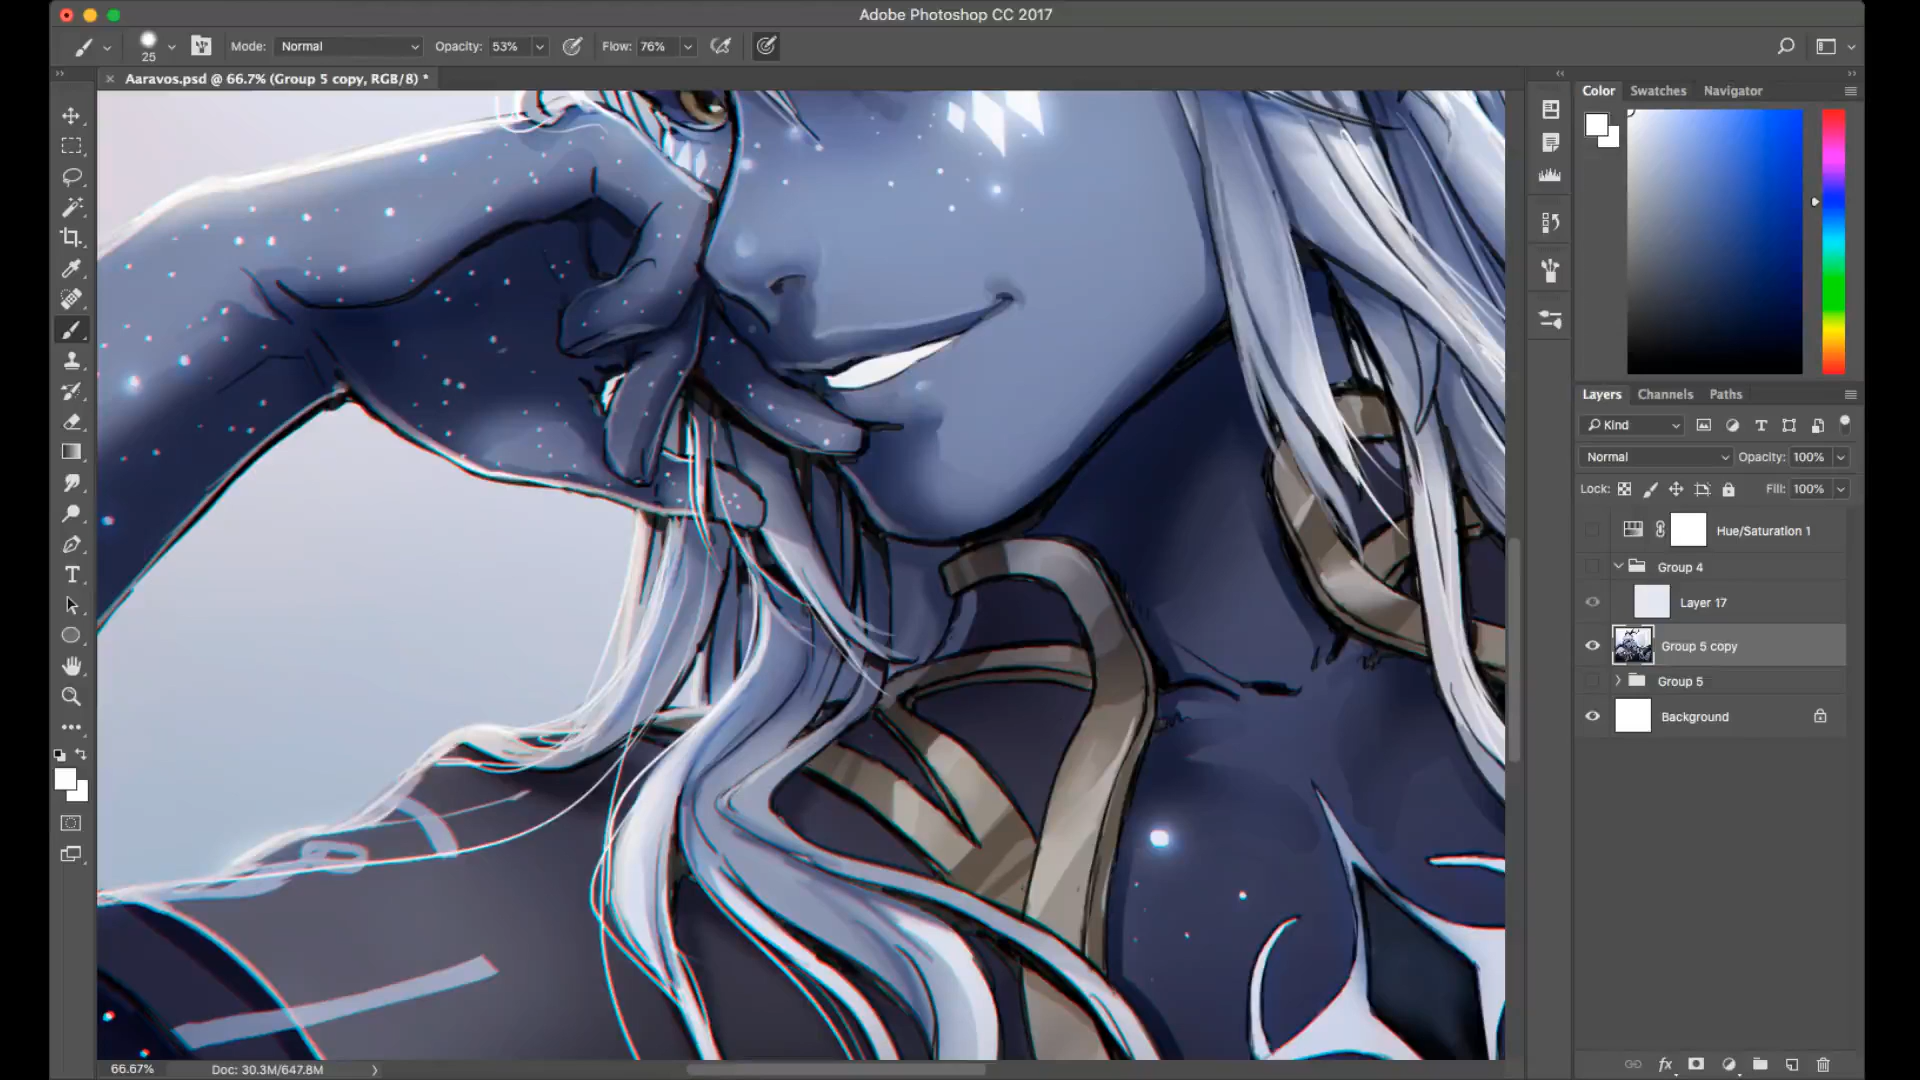 Adobe Photoshop CC 2017
25
Mode: Normal
Opacity: 53%
Flow: 76%
Aaravos.psd @ 66.7% (Group 5 copy, RGB/8) *
Color Swatches Navigator
Layers Channels Paths
Kind
Normal Opacity: 100%
Lock: Fill: 100%
Hue/Saturation 1
Group 4
Layer 17
Group 5 copy
Group 5
Background
fx
66.67% Doc: 30.3M/647.8M